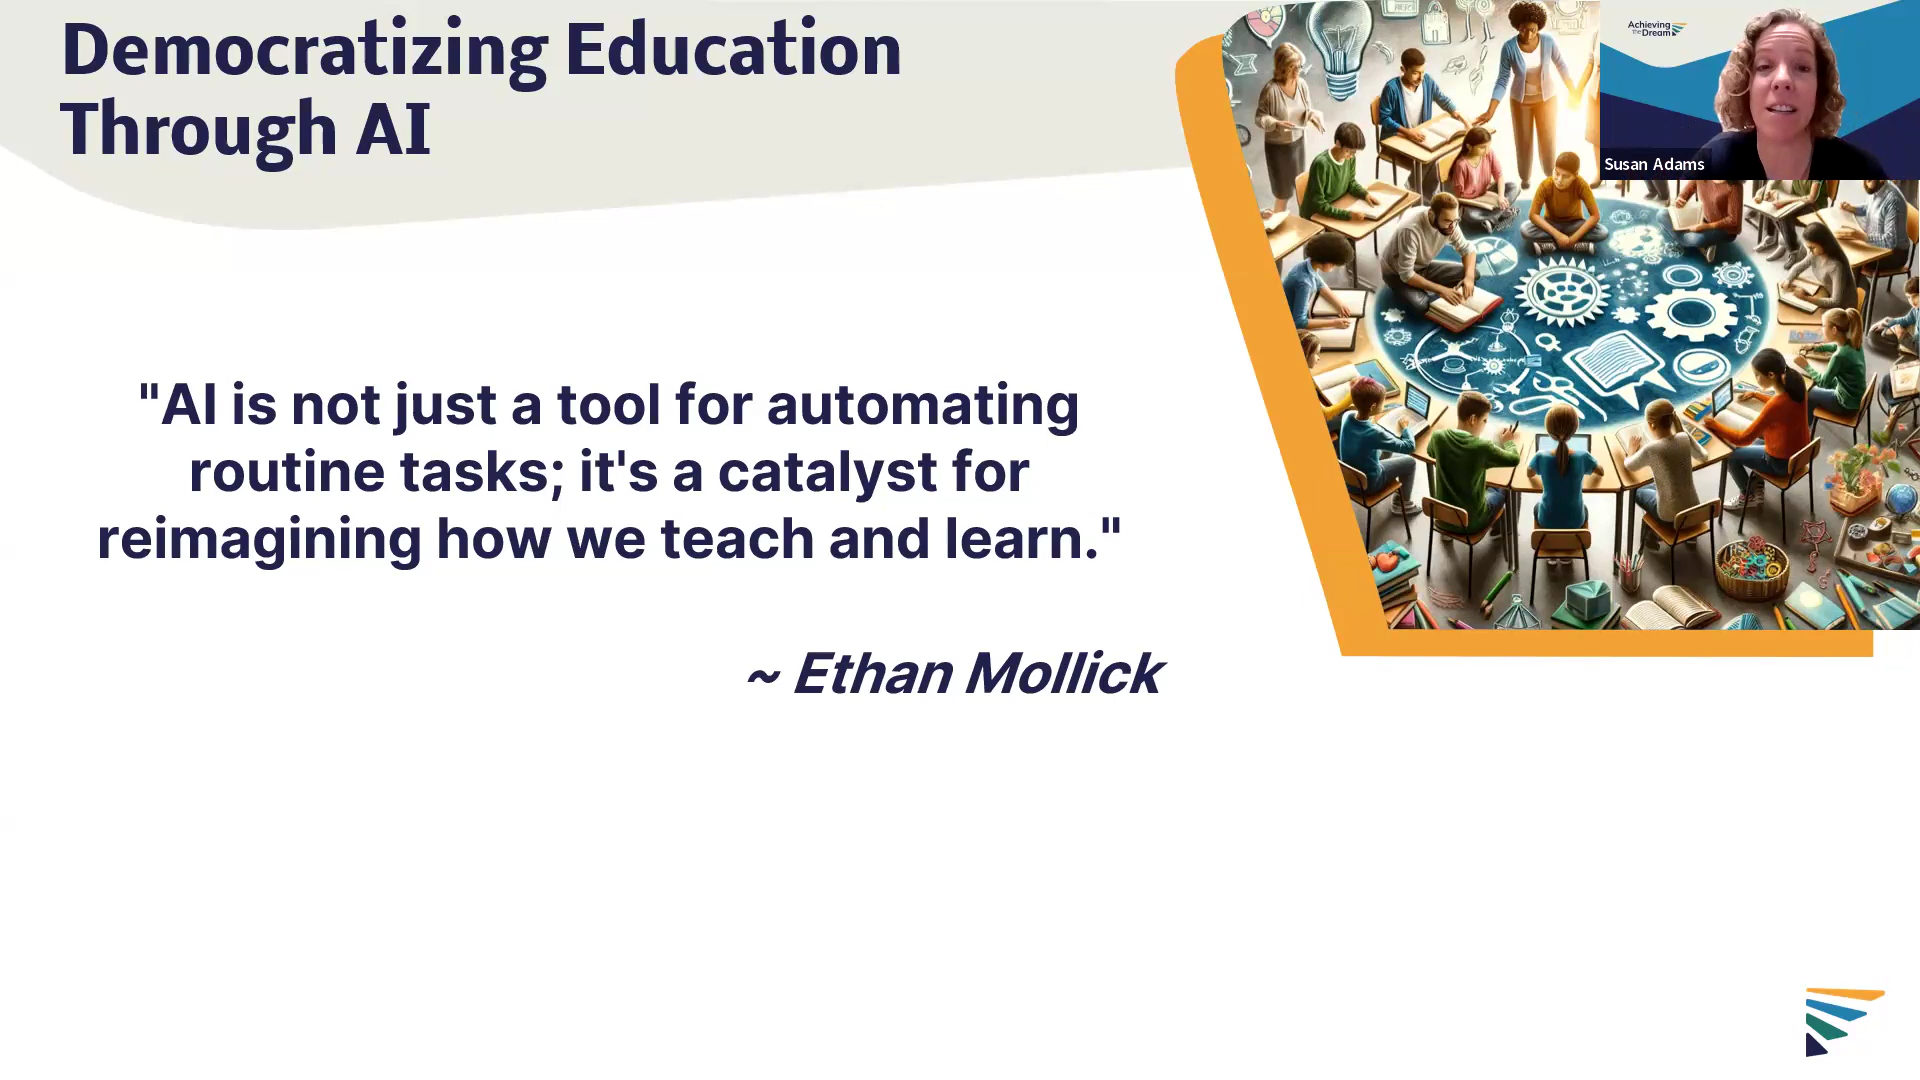 Democratizing Education
Through AI
Achieving
the Dream
Susan Adams
"AI is not just a tool for automating
routine tasks; it's a catalyst for
reimagining how we teach and learn."
~ Ethan Mollick